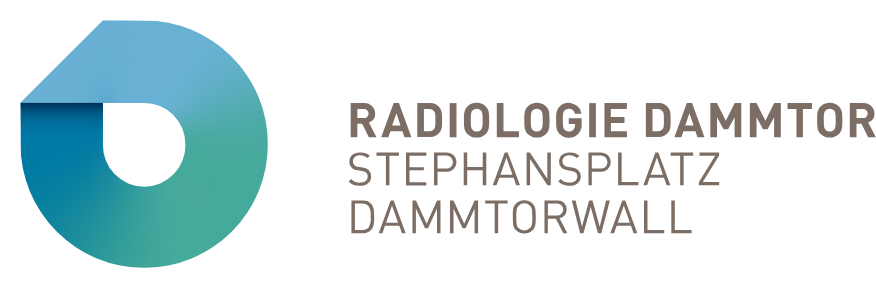 RADIOLOGIE DAMMTOR
STEPHANSPLATZ
DAMMTORWALL